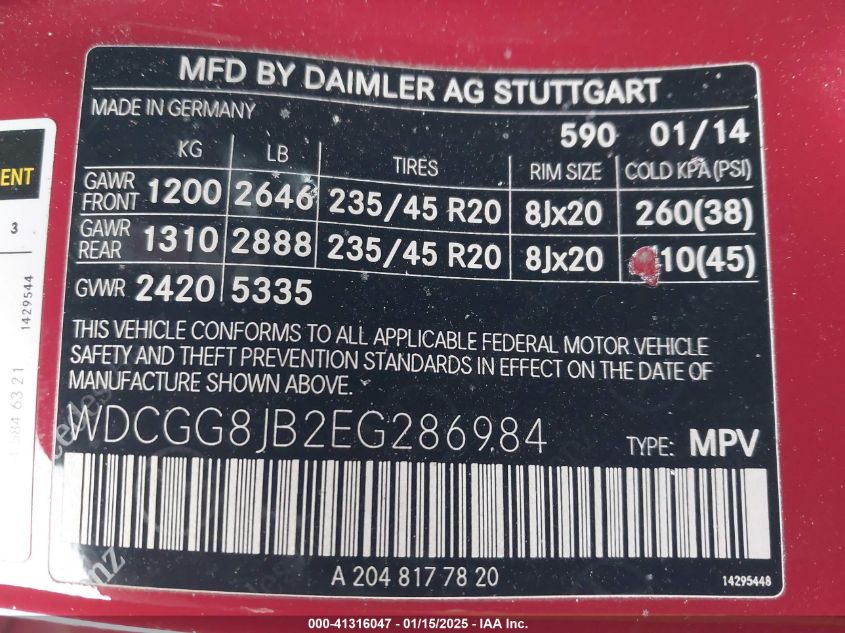 MFD BY DAIMLER AG STUTTGART
MADE IN GERMANY
590 01/14
KG LB TIRES RIM SIZE COLD KPA (PSI)
GAWR FRONT 1200 2646 235/45 R20 8Jx20 260(38)
GAWR REAR 1310 2888 235/45 R20 8Jx20 10(45)
GVWR 2420 5335
THIS VEHICLE CONFORMS TO ALL APPLICABLE FEDERAL MOTOR VEHICLE
SAFETY AND THEFT PREVENTION STANDARDS IN EFFECT ON THE DATE OF
MANUFACTURE SHOWN ABOVE.
WDCGG8JB2EG286984 TYPE: MPV
A 204 817 78 20
14295448
ENT
3
1429544
584 6321
000-41316047 - 01/15/2025 - IAA Inc.